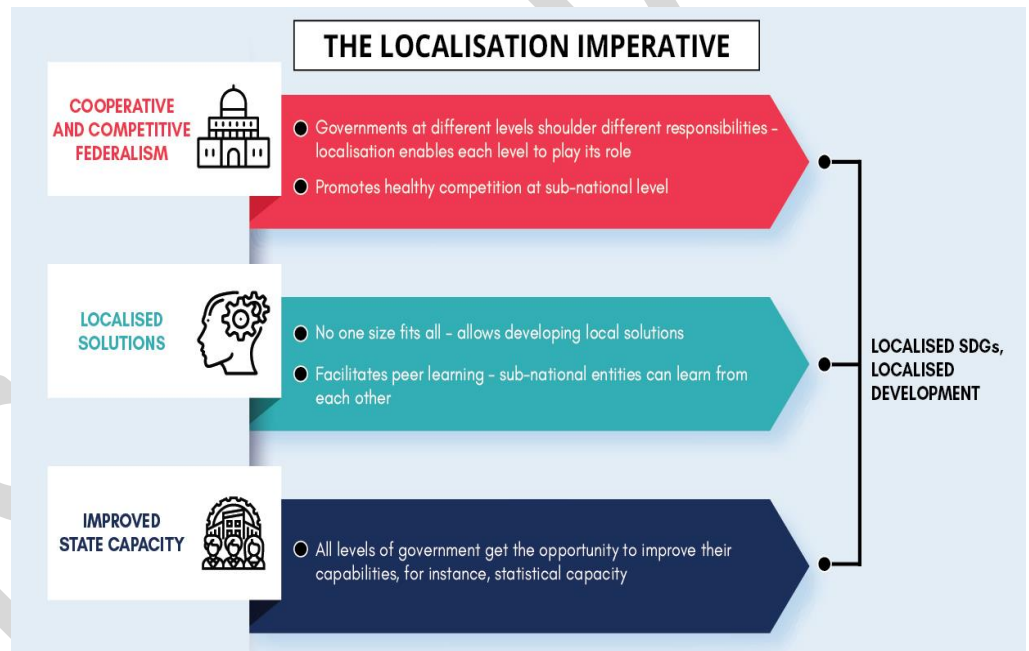 THE LOCALISATION IMPERATIVE
COOPERATIVE
AND COMPETITIVE
FEDERALISM
Governments at different levels shoulder different responsibilities -
localisation enables each level to play its role
Promotes healthy competition at sub-national level
LOCALISED
SOLUTIONS
No one size fits all - allows developing local solutions
Facilitates peer learning - sub-national entities can learn from
each other
IMPROVED
STATE CAPACITY
All levels of government get the opportunity to improve their
capabilities, for instance, statistical capacity
LOCALISED SDGs,
LOCALISED
DEVELOPMENT